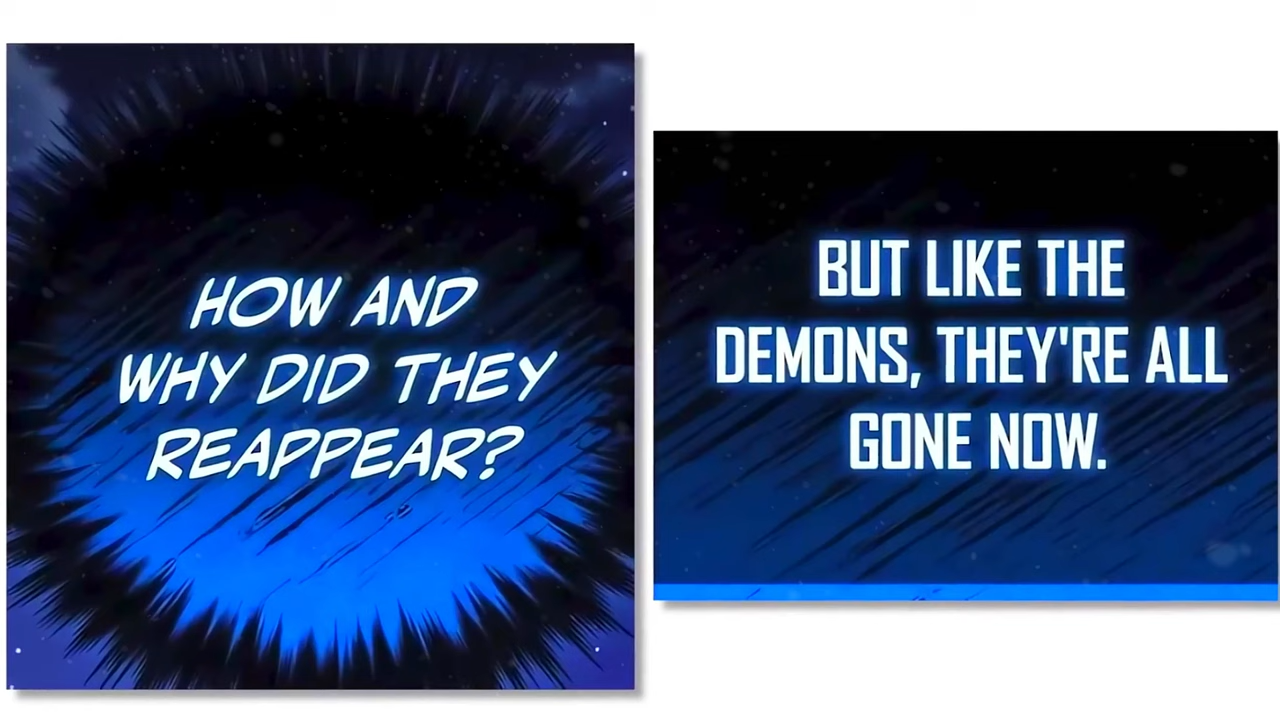 HOW AND
WHY DID THEY
REAPPEAR?
BUT LIKE THE
DEMONS, THEY'RE ALL
GONE NOW.